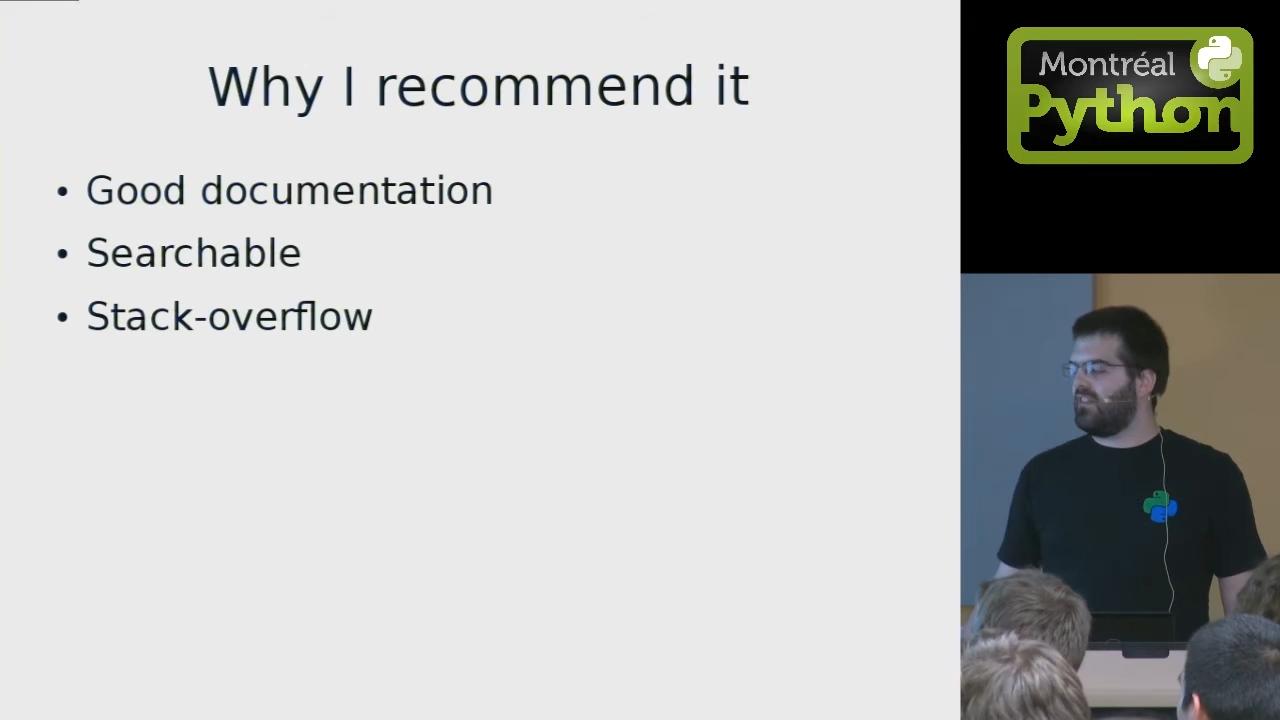 Why I recommend it
• Good documentation
• Searchable
• Stack-overflow
Montréal
Python